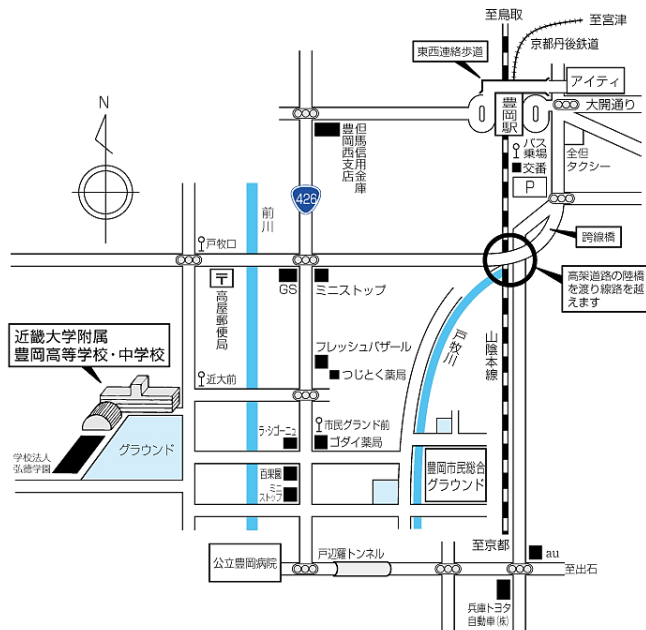 至鳥取
至宮津
京都丹後鉄道
東西連絡歩道
アイティ
豊岡駅
大開通り
N
但馬信用金庫
豊岡西支店
バス
乗場
交番
全但
タクシー
P
426
前川
戸牧口
跨線橋
高架道路の陸橋
を渡り線路を越
えます
〒
高屋郵便局
GS
ミニストップ
戸牧川
山陰本線
近畿大学附属
豊岡高等学校・中学校
フレッシュバザール
つじとく薬局
近大前
市民グランド前
ラ・シゴーニュ
ゴダイ薬局
グラウンド
学校法人
弘徳学園
百果園
ミニ
ストップ
豊岡市民総合
グラウンド
至京都
公立豊岡病院
戸辺羅トンネル
au
至出石
兵庫トヨタ
自動車(株)